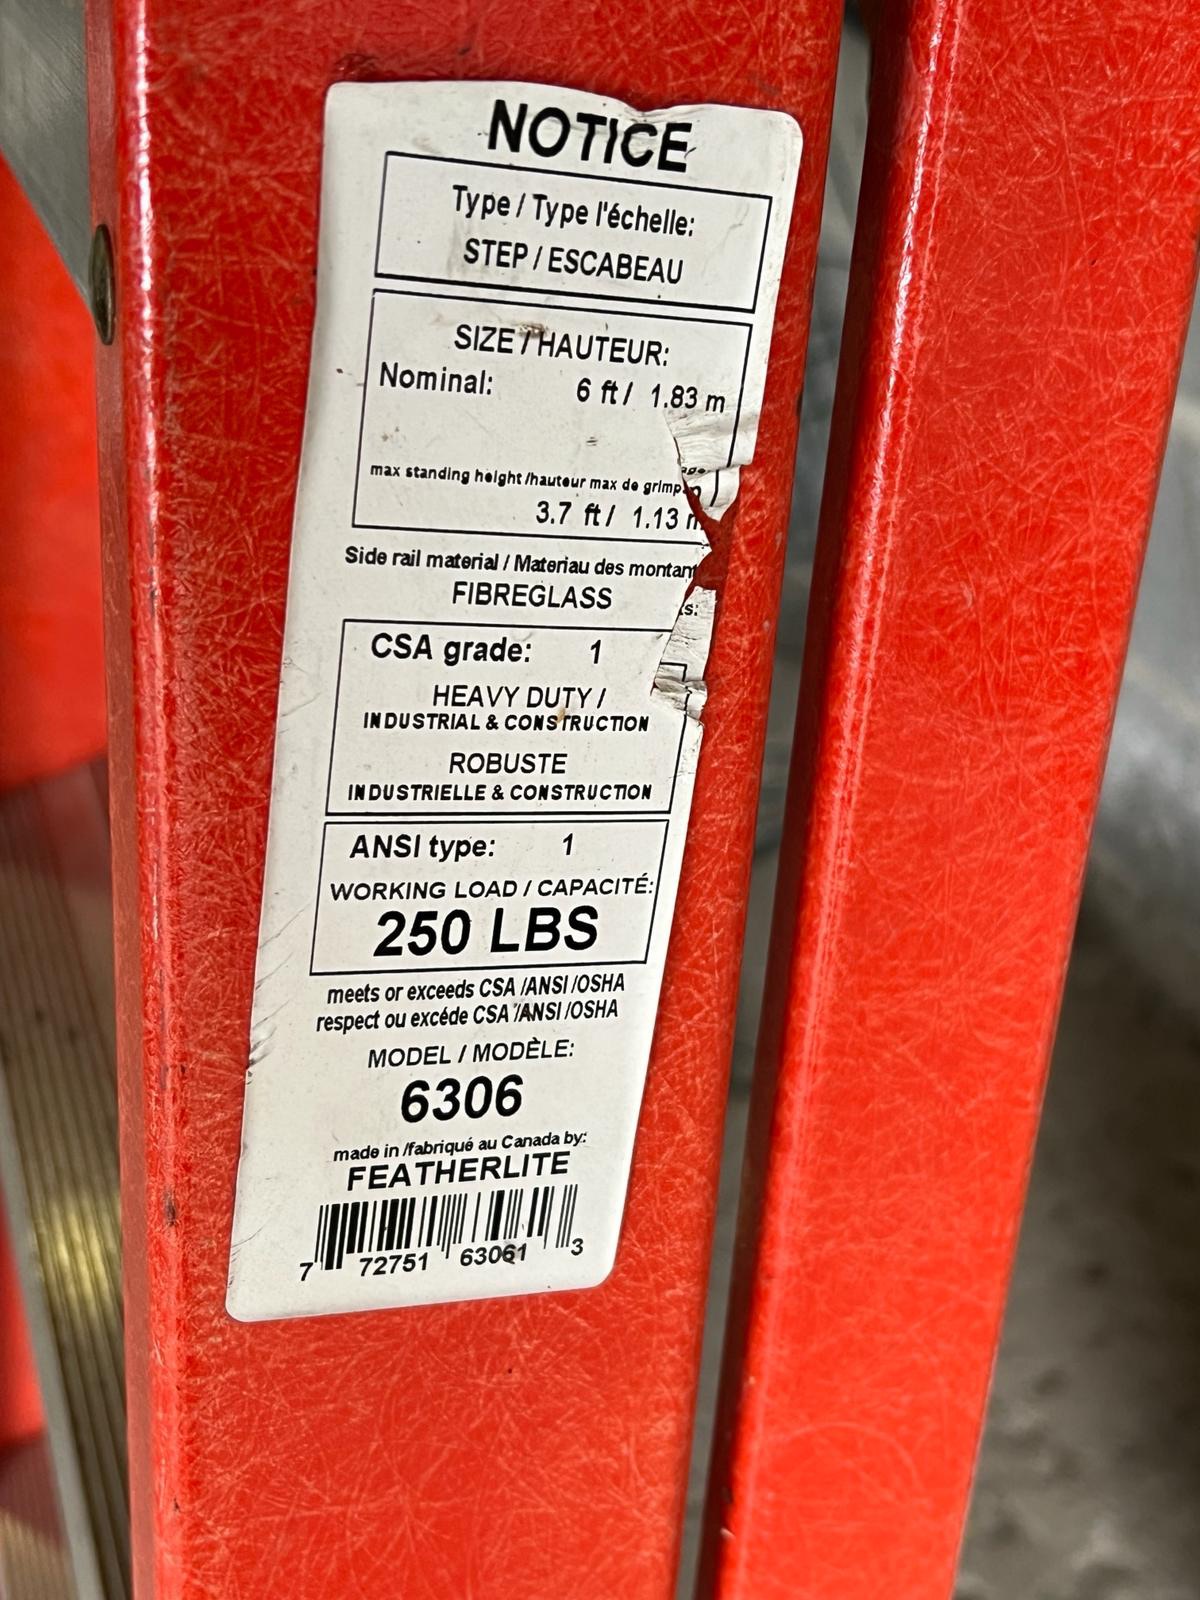 NOTICE
Type / Type l'échelle:
STEP / ESCABEAU
SIZE / HAUTEUR:
Nominal: 6 ft / 1.83 m
max standing height /hauteur max de
3.7 ft / 1.13 m
Side rail material / Materiau des montants:
FIBREGLASS
CSA grade: 1
HEAVY DUTY /
INDUSTRIAL & CONSTRUCTION
ROBUSTE
INDUSTRIELLE & CONSTRUCTION
ANSI type: 1
WORKING LOAD / CAPACITÉ:
250 LBS
meets or exceeds CSA /ANSI /OSHA
respect ou excéde CSA /ANSI /OSHA
MODEL / MODÈLE:
6306
made in /fabriqué au Canada by:
FEATHERLITE
7 72751 63061 3